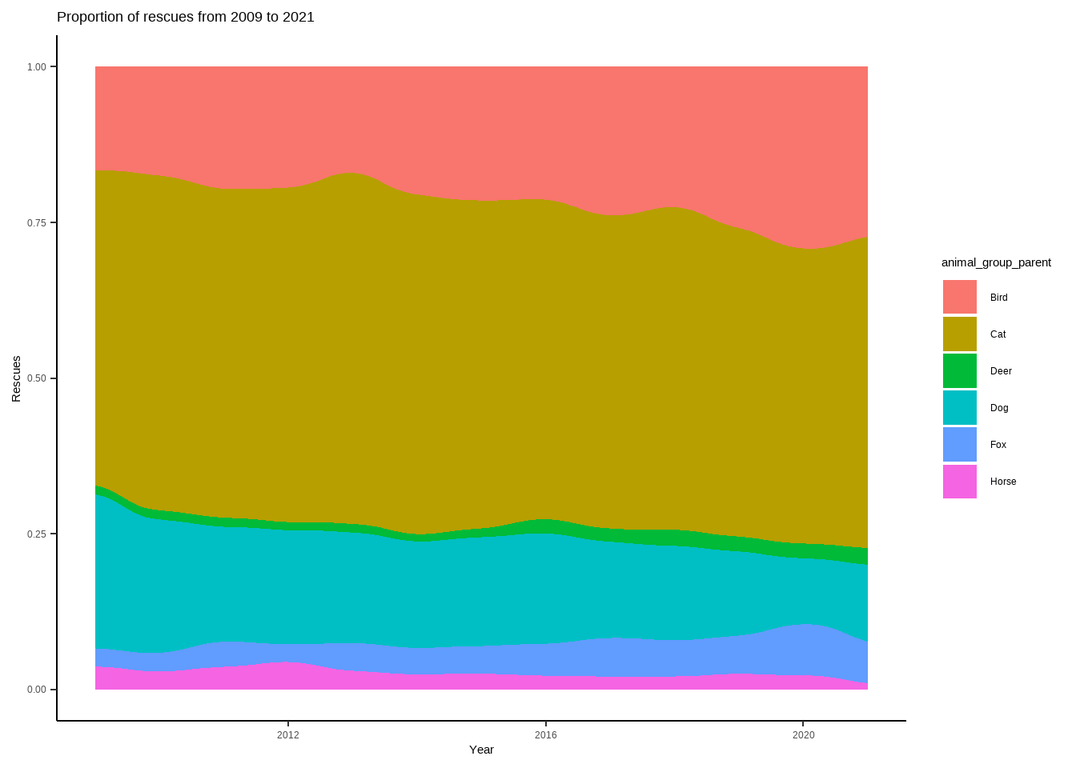 Proportion of rescues from 2009 to 2021
1.00
0.75
0.50
0.25
0.00
Rescues
2012
2016
2020
Year
animal_group_parent
Bird
Cat
Deer
Dog
Fox
Horse